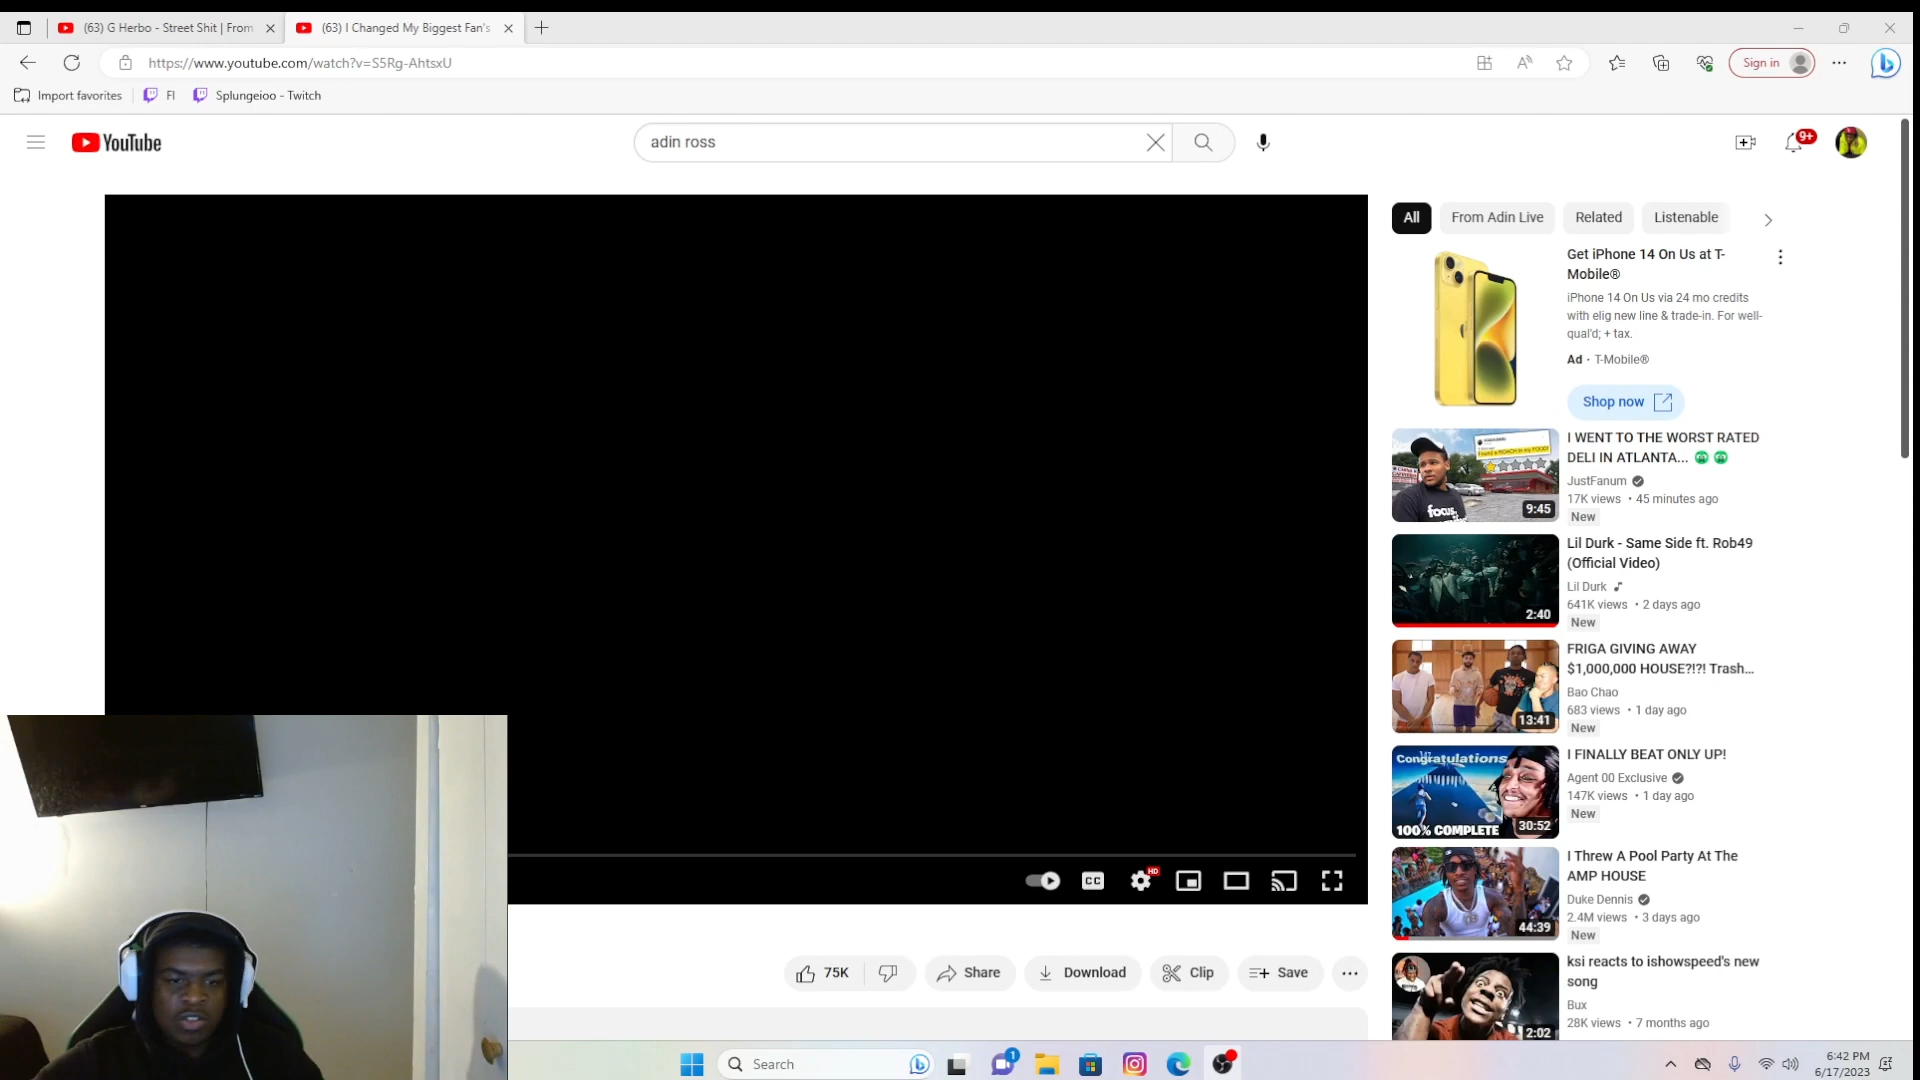 (63) G Herbo - Street Shit | From
(63) I Changed My Biggest Fan's
https://www.youtube.com/watch?v=S5Rg-AhtsxU
Sign in
Import favorites
FI
Splungeioo - Twitch
YouTube
adin ross
9+
All
From Adin Live
Related
Listenable
Get iPhone 14 On Us at T-
Mobile®
iPhone 14 On Us via 24 mo credits
with elig new line & trade-in. For well-
qual'd; + tax.
Ad · T-Mobile®
Shop now
I WENT TO THE WORST RATED
DELI IN ATLANTA...
JustFanum
17K views • 45 minutes ago
New
focus.
9:45
Lil Durk - Same Side ft. Rob49
(Official Video)
Lil Durk
641K views • 2 days ago
New
2:40
FRIGA GIVING AWAY
$1,000,000 HOUSE?!?! Trash...
Bao Chao
683 views • 1 day ago
New
13:41
I FINALLY BEAT ONLY UP!
Agent 00 Exclusive
147K views • 1 day ago
New
Congratulations
100% COMPLETE
30:52
I Threw A Pool Party At The
AMP HOUSE
Duke Dennis
2.4M views • 3 days ago
New
44:39
ksi reacts to ishowspeed's new
song
Bux
28K views • 7 months ago
2:02
CC
HD
75K
Share
Download
Clip
Save
Search
1
6:42 PM
6/17/2023